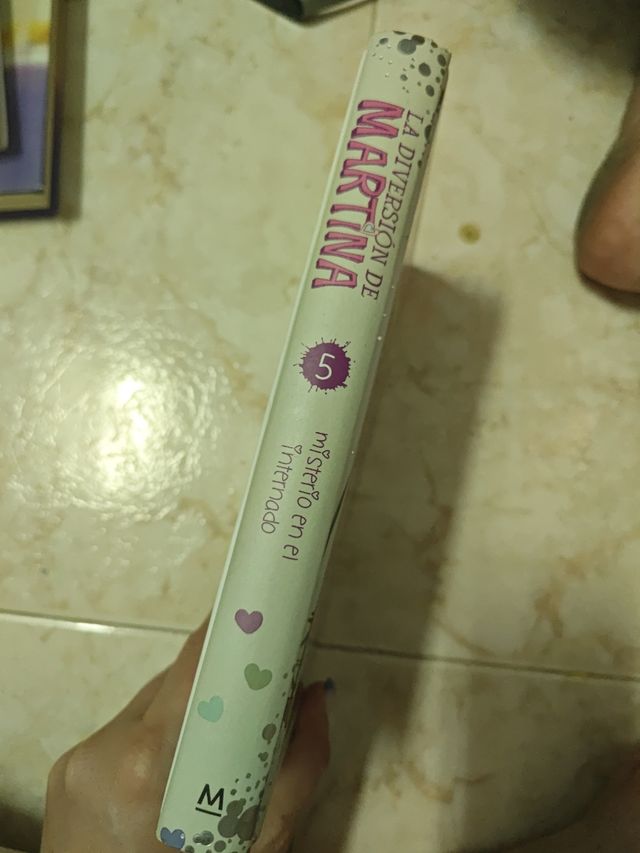 LA DIVERSIÓN DE
MARTINA
5
misterio en el
internado
M